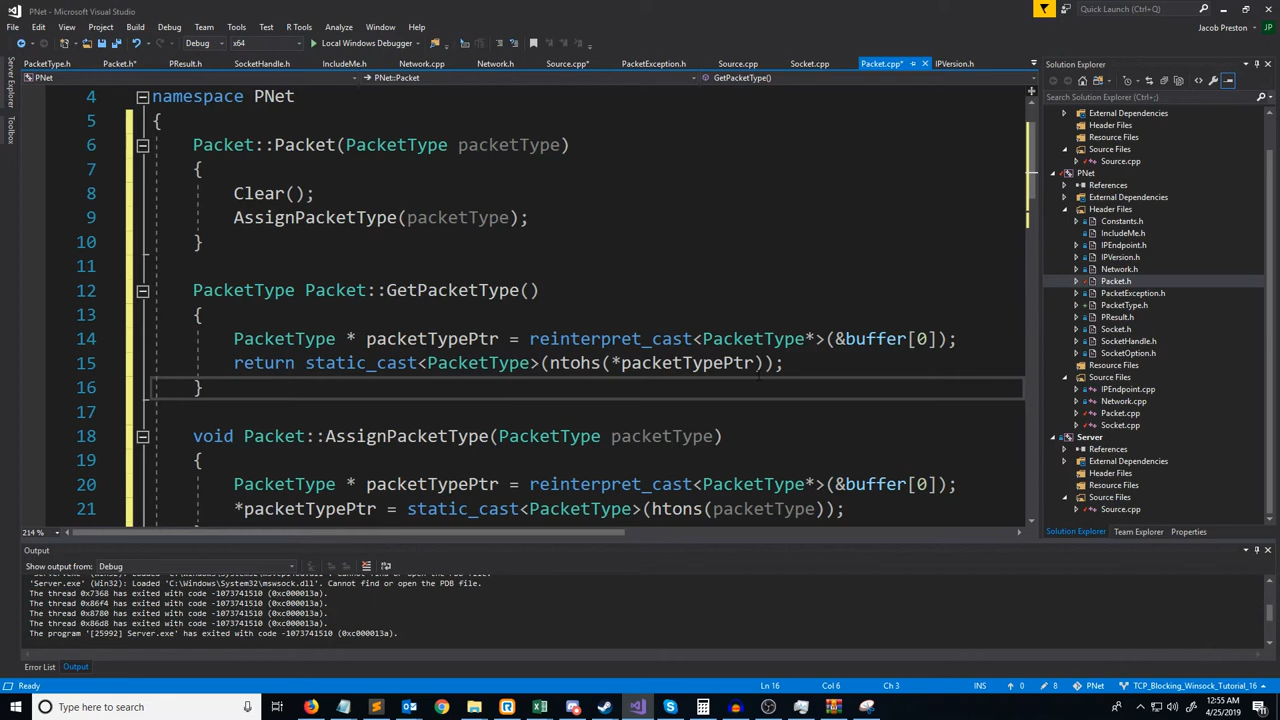 PNet - Microsoft Visual Studio
Quick Launch (Ctrl+Q)
File Edit View Project Build Debug Team Tools Test R Tools Analyze Window Help
Jacob Preston JP
Debug x64 Local Windows Debugger
PacketType.h Packet.h* PResult.h SocketHandle.h IncludeMe.h Network.cpp Network.h Source.cpp* PacketException.h Source.cpp Socket.cpp Packet.cpp* IPVersion.h
PNet PNet::Packet GetPacketType()
Server Explorer
Toolbox
4 namespace PNet
5 {
6 Packet::Packet(PacketType packetType)
7 {
8 Clear();
9 AssignPacketType(packetType);
10 }
11
12 PacketType Packet::GetPacketType()
13 {
14 PacketType * packetTypePtr = reinterpret_cast<PacketType*>(&buffer[0]);
15 return static_cast<PacketType>(ntohs(*packetTypePtr));
16 }
17
18 void Packet::AssignPacketType(PacketType packetType)
19 {
20 PacketType * packetTypePtr = reinterpret_cast<PacketType*>(&buffer[0]);
21 *packetTypePtr = static_cast<PacketType>(htons(packetType));
214 %
Solution Explorer
Search Solution Explorer (Ctrl+;)
External Dependencies
Header Files
Resource Files
Source Files
Source.cpp
PNet
References
External Dependencies
Header Files
Constants.h
IncludeMe.h
IPEndpoint.h
IPVersion.h
Network.h
Packet.h
PacketException.h
PacketType.h
PResult.h
Socket.h
SocketHandle.h
SocketOption.h
Resource Files
Source Files
IPEndpoint.cpp
Network.cpp
Packet.cpp
Socket.cpp
Server
References
External Dependencies
Header Files
Resource Files
Source Files
Source.cpp
Solution Explorer Team Explorer Properties
Output
Show output from: Debug
'Server.exe' (Win32): Loaded 'C:\Windows\System32\mswsock.dll'. Cannot find or open the PDB file.
The thread 0x7368 has exited with code -1073741510 (0xc000013a).
The thread 0x86f4 has exited with code -1073741510 (0xc000013a).
The thread 0x8780 has exited with code -1073741510 (0xc000013a).
The thread 0x86d8 has exited with code -1073741510 (0xc000013a).
The program '[25992] Server.exe' has exited with code -1073741510 (0xc000013a).
Error List Output
Ready Ln 16 Col 6 Ch 3 INS 0 8 PNet TCP_Blocking_Winsock_Tutorial_16
Type here to search
12:55 AM
4/25/2019